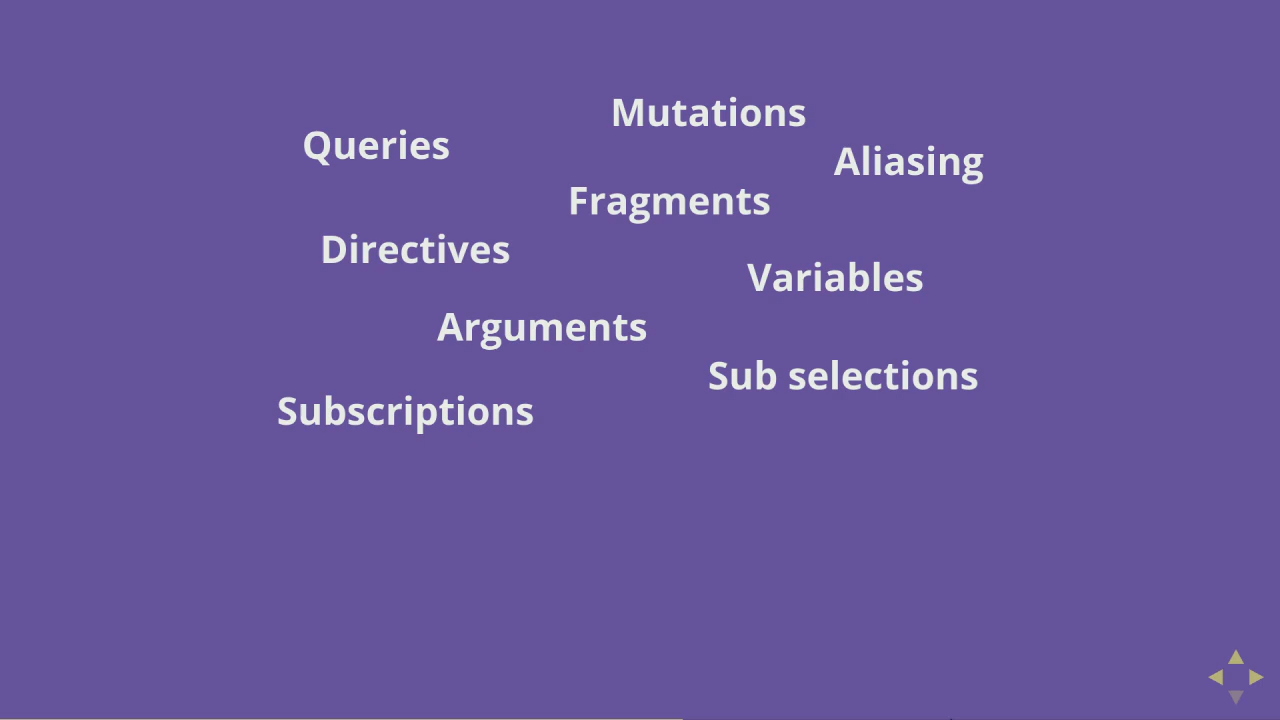 Mutations
Queries
Aliasing
Fragments
Directives
Variables
Arguments
Sub selections
Subscriptions